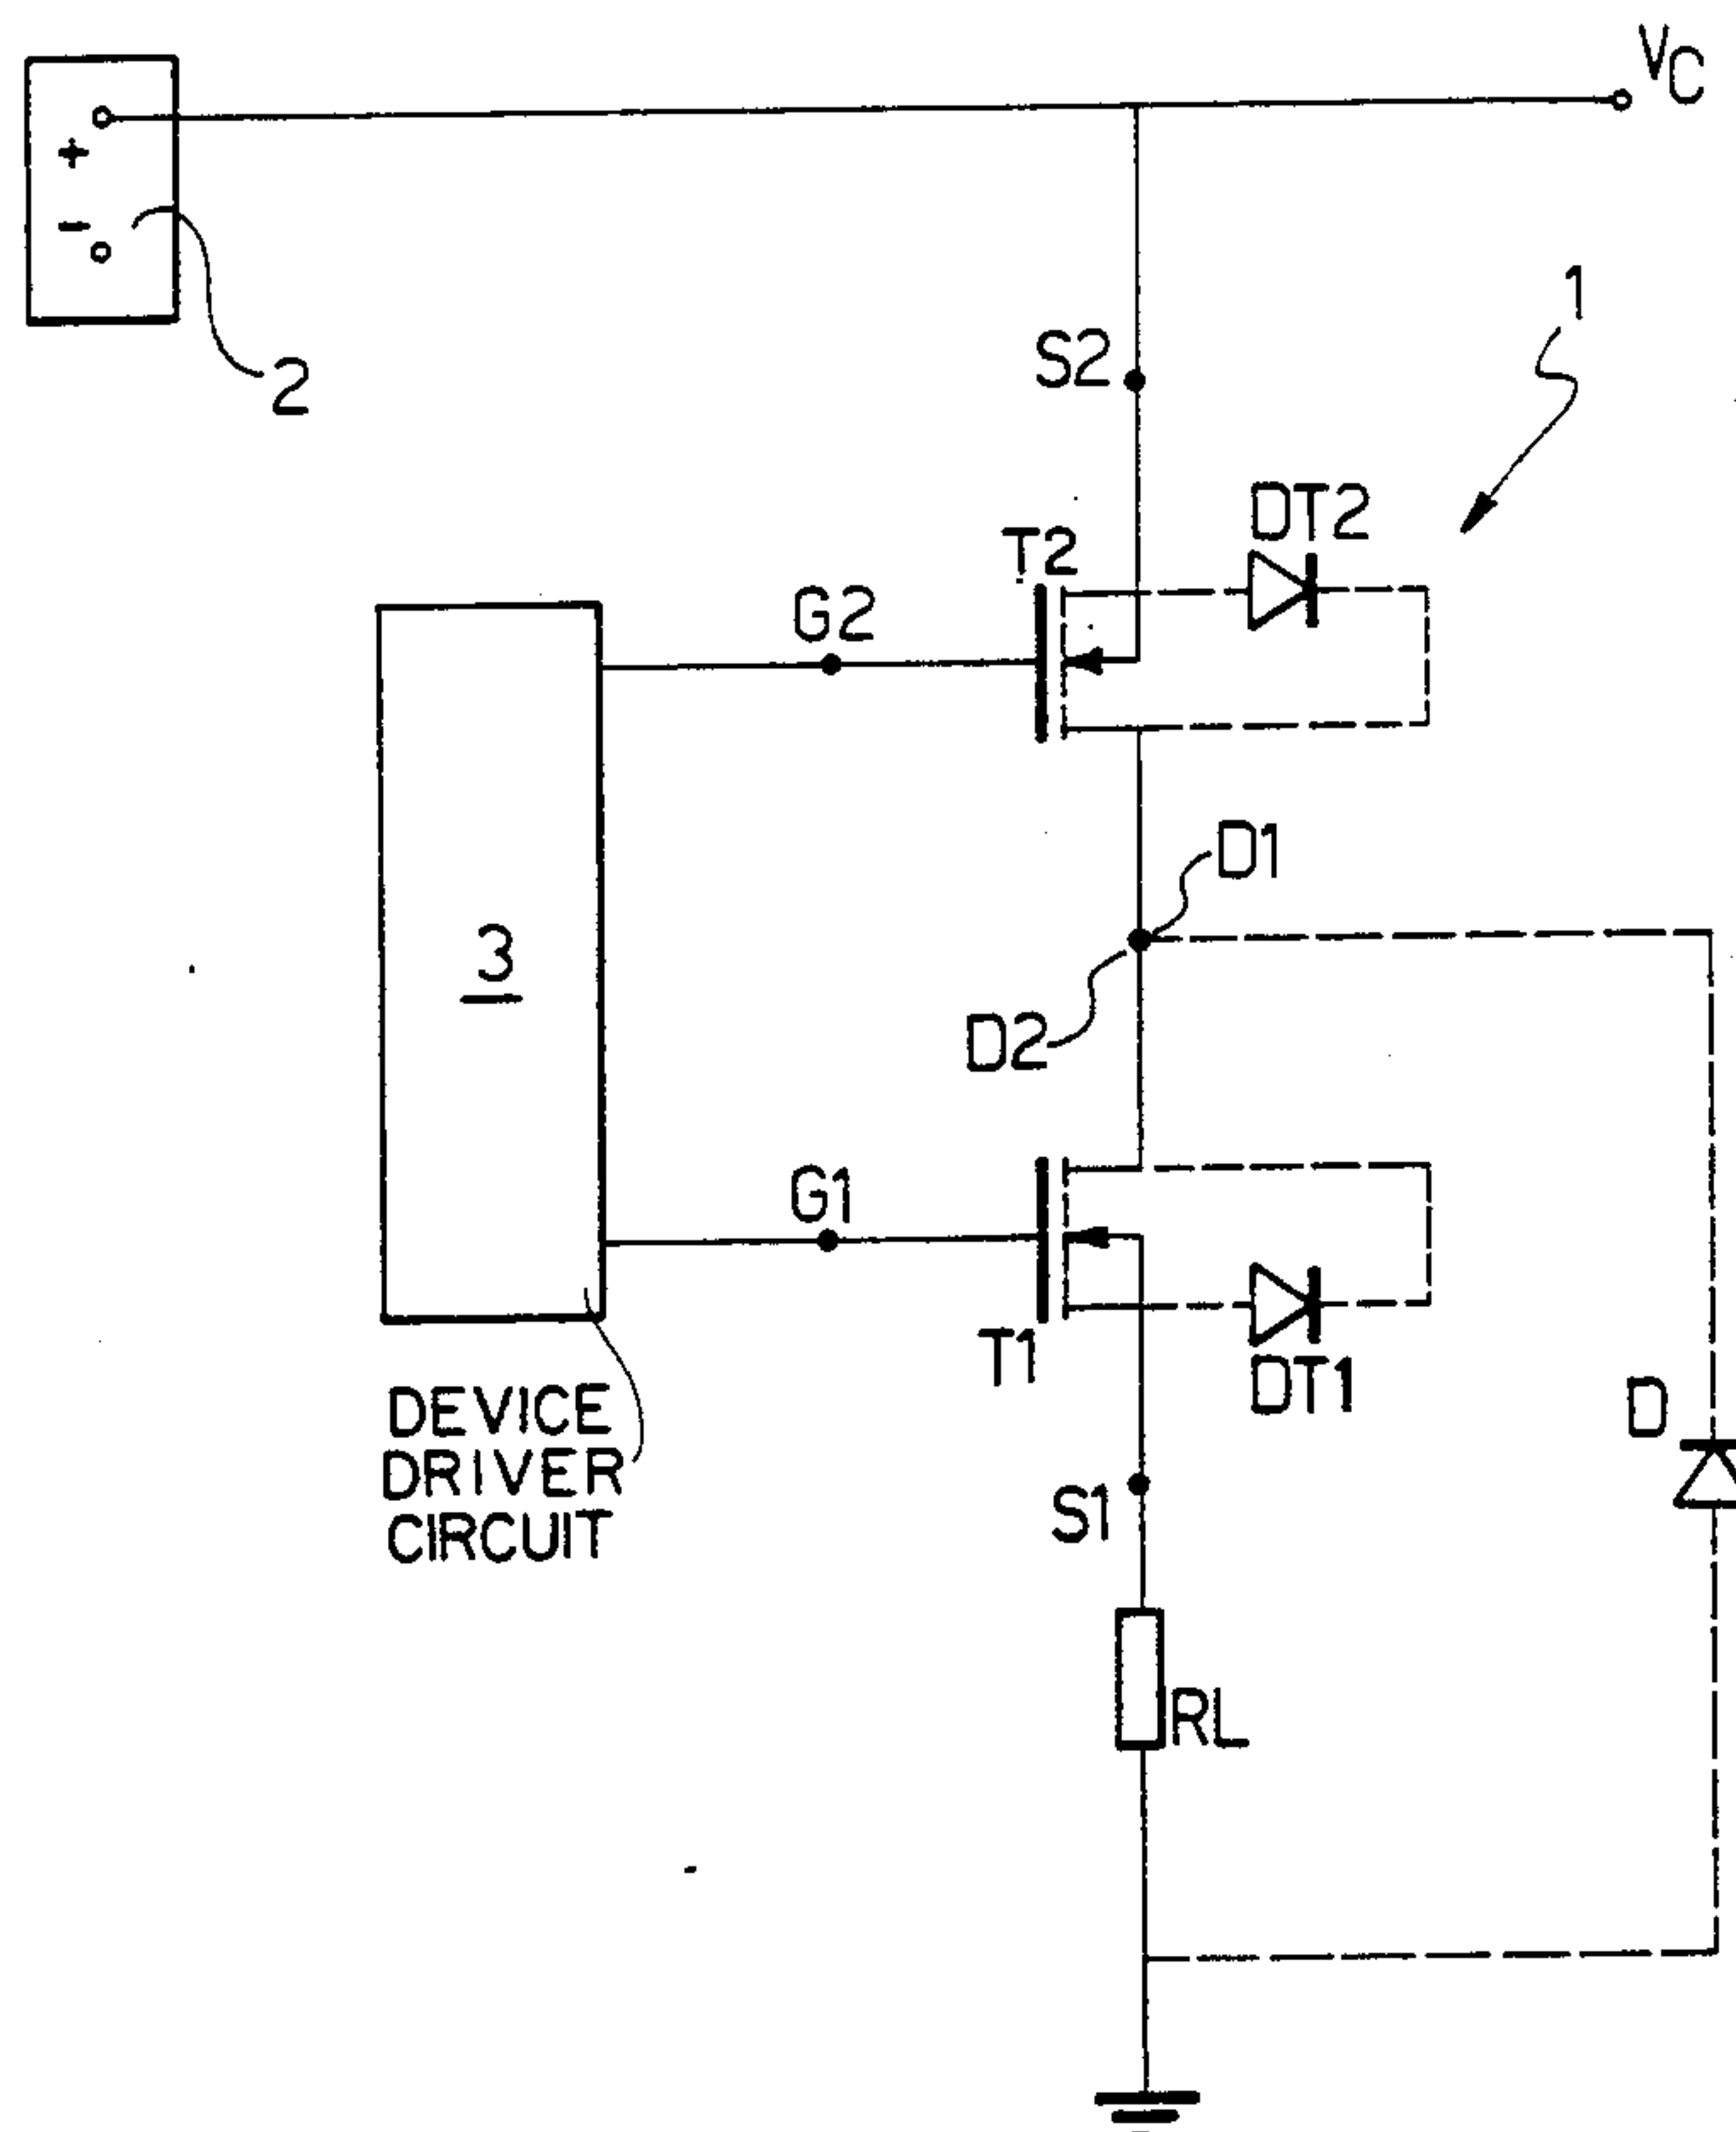 VC
+
-
2
1
S2
DT2
T2
G2
D1
3
D2
G1
T1
DT1
D
DEVICE
DRIVER
CIRCUIT
S1
RL